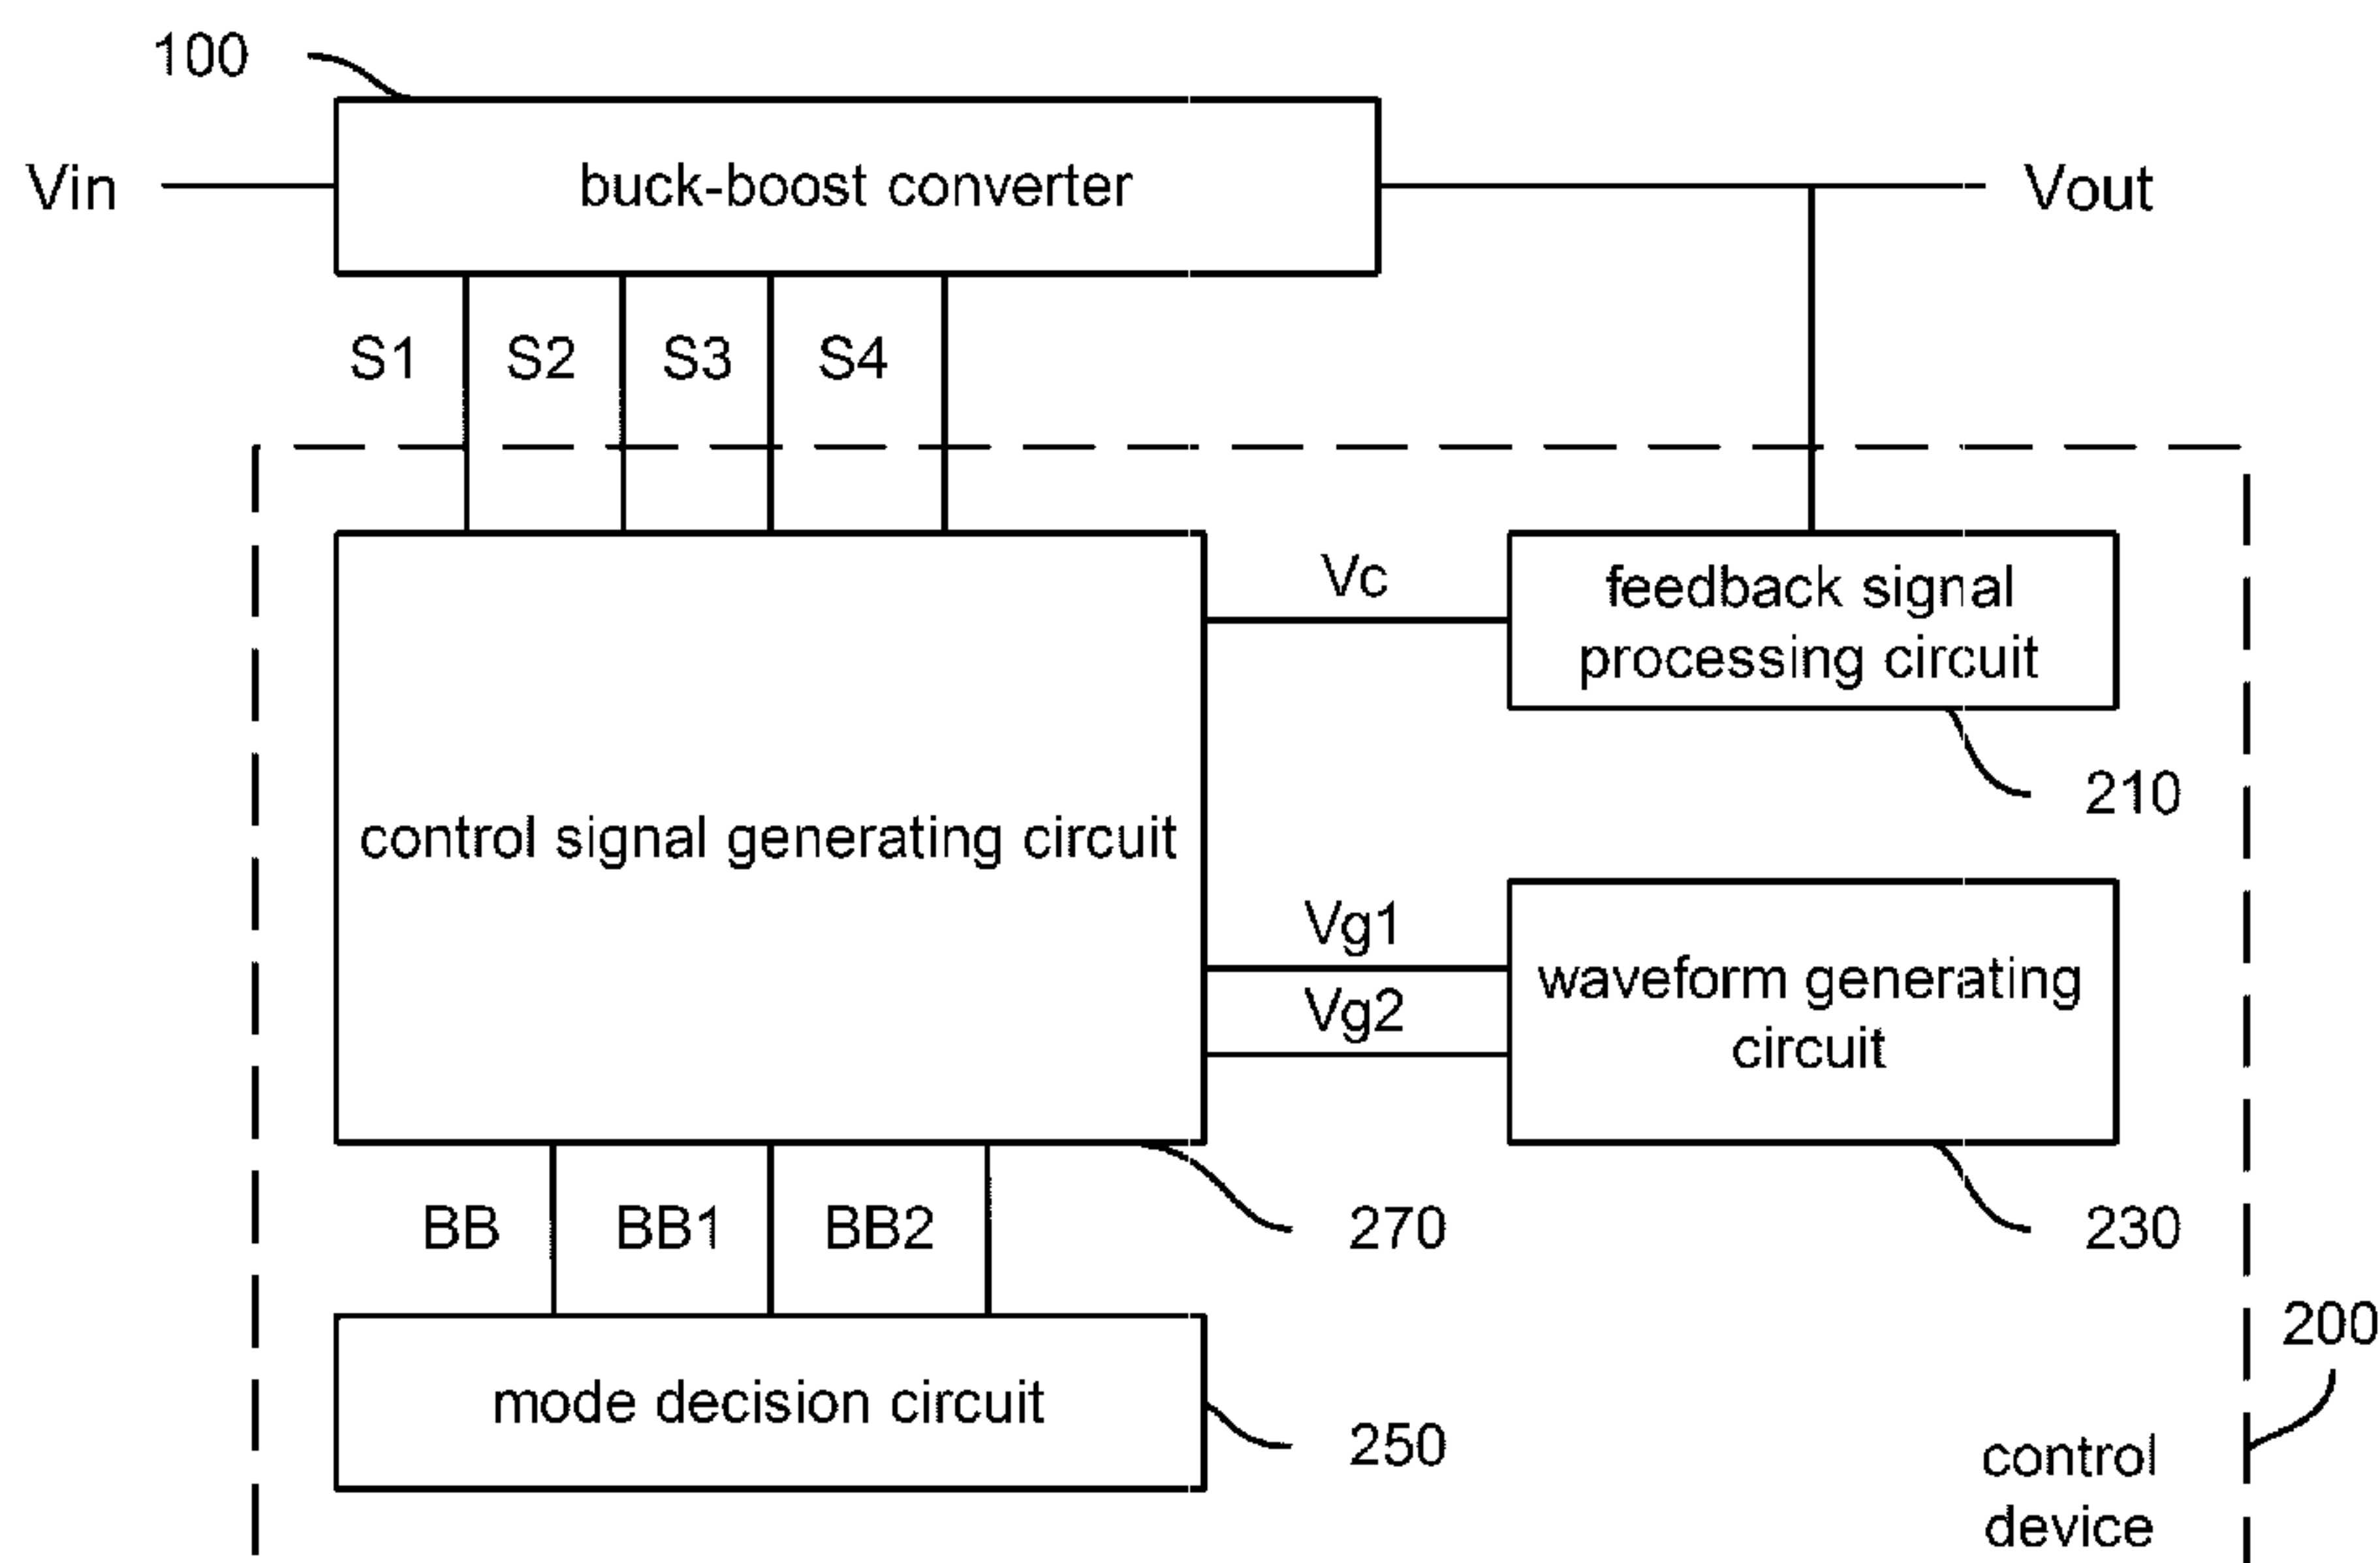 100
Vin
buck-boost converter
Vout
S1
S2
S3
S4
Vc
feedback signal
processing circuit
210
control signal generating circuit
Vg1
Vg2
waveform generating
circuit
BB
BB1
BB2
270
230
200
mode decision circuit
250
control
device